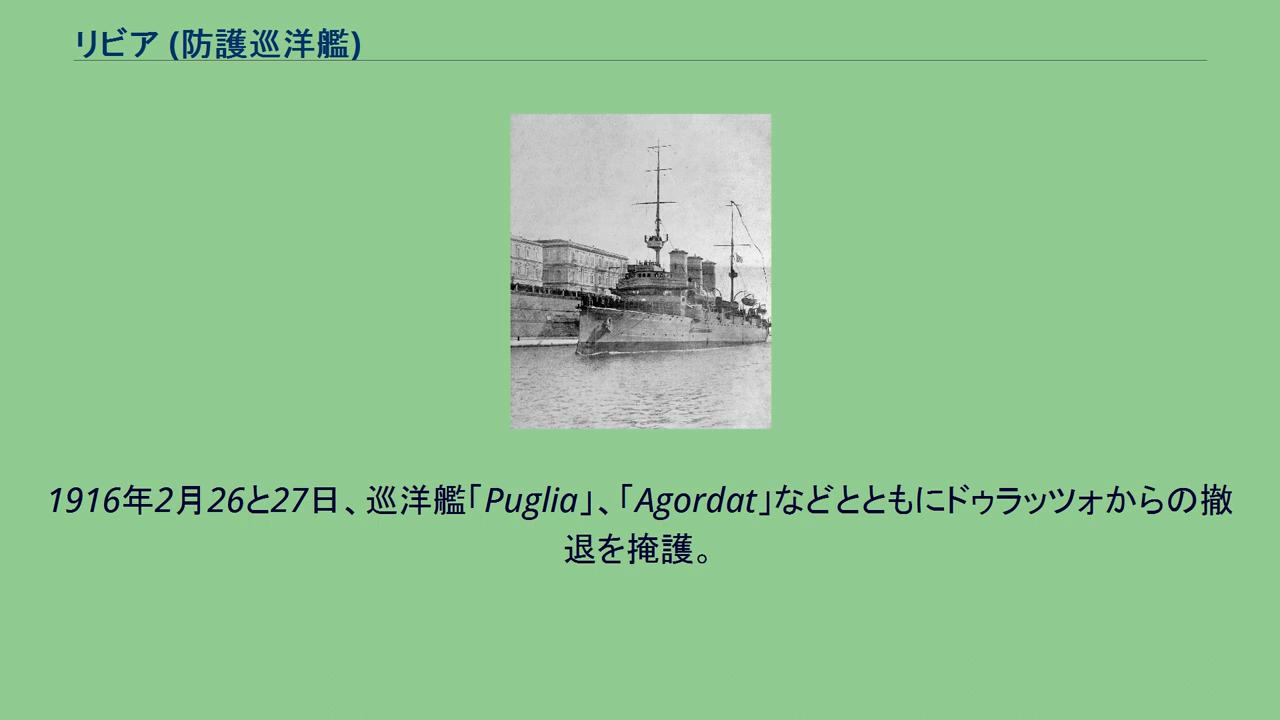 リビア (防護巡洋艦)
1916年2月26と27日、巡洋艦「Puglia」、「Agordat」などとともにドゥラッツォからの撤
退を掩護。